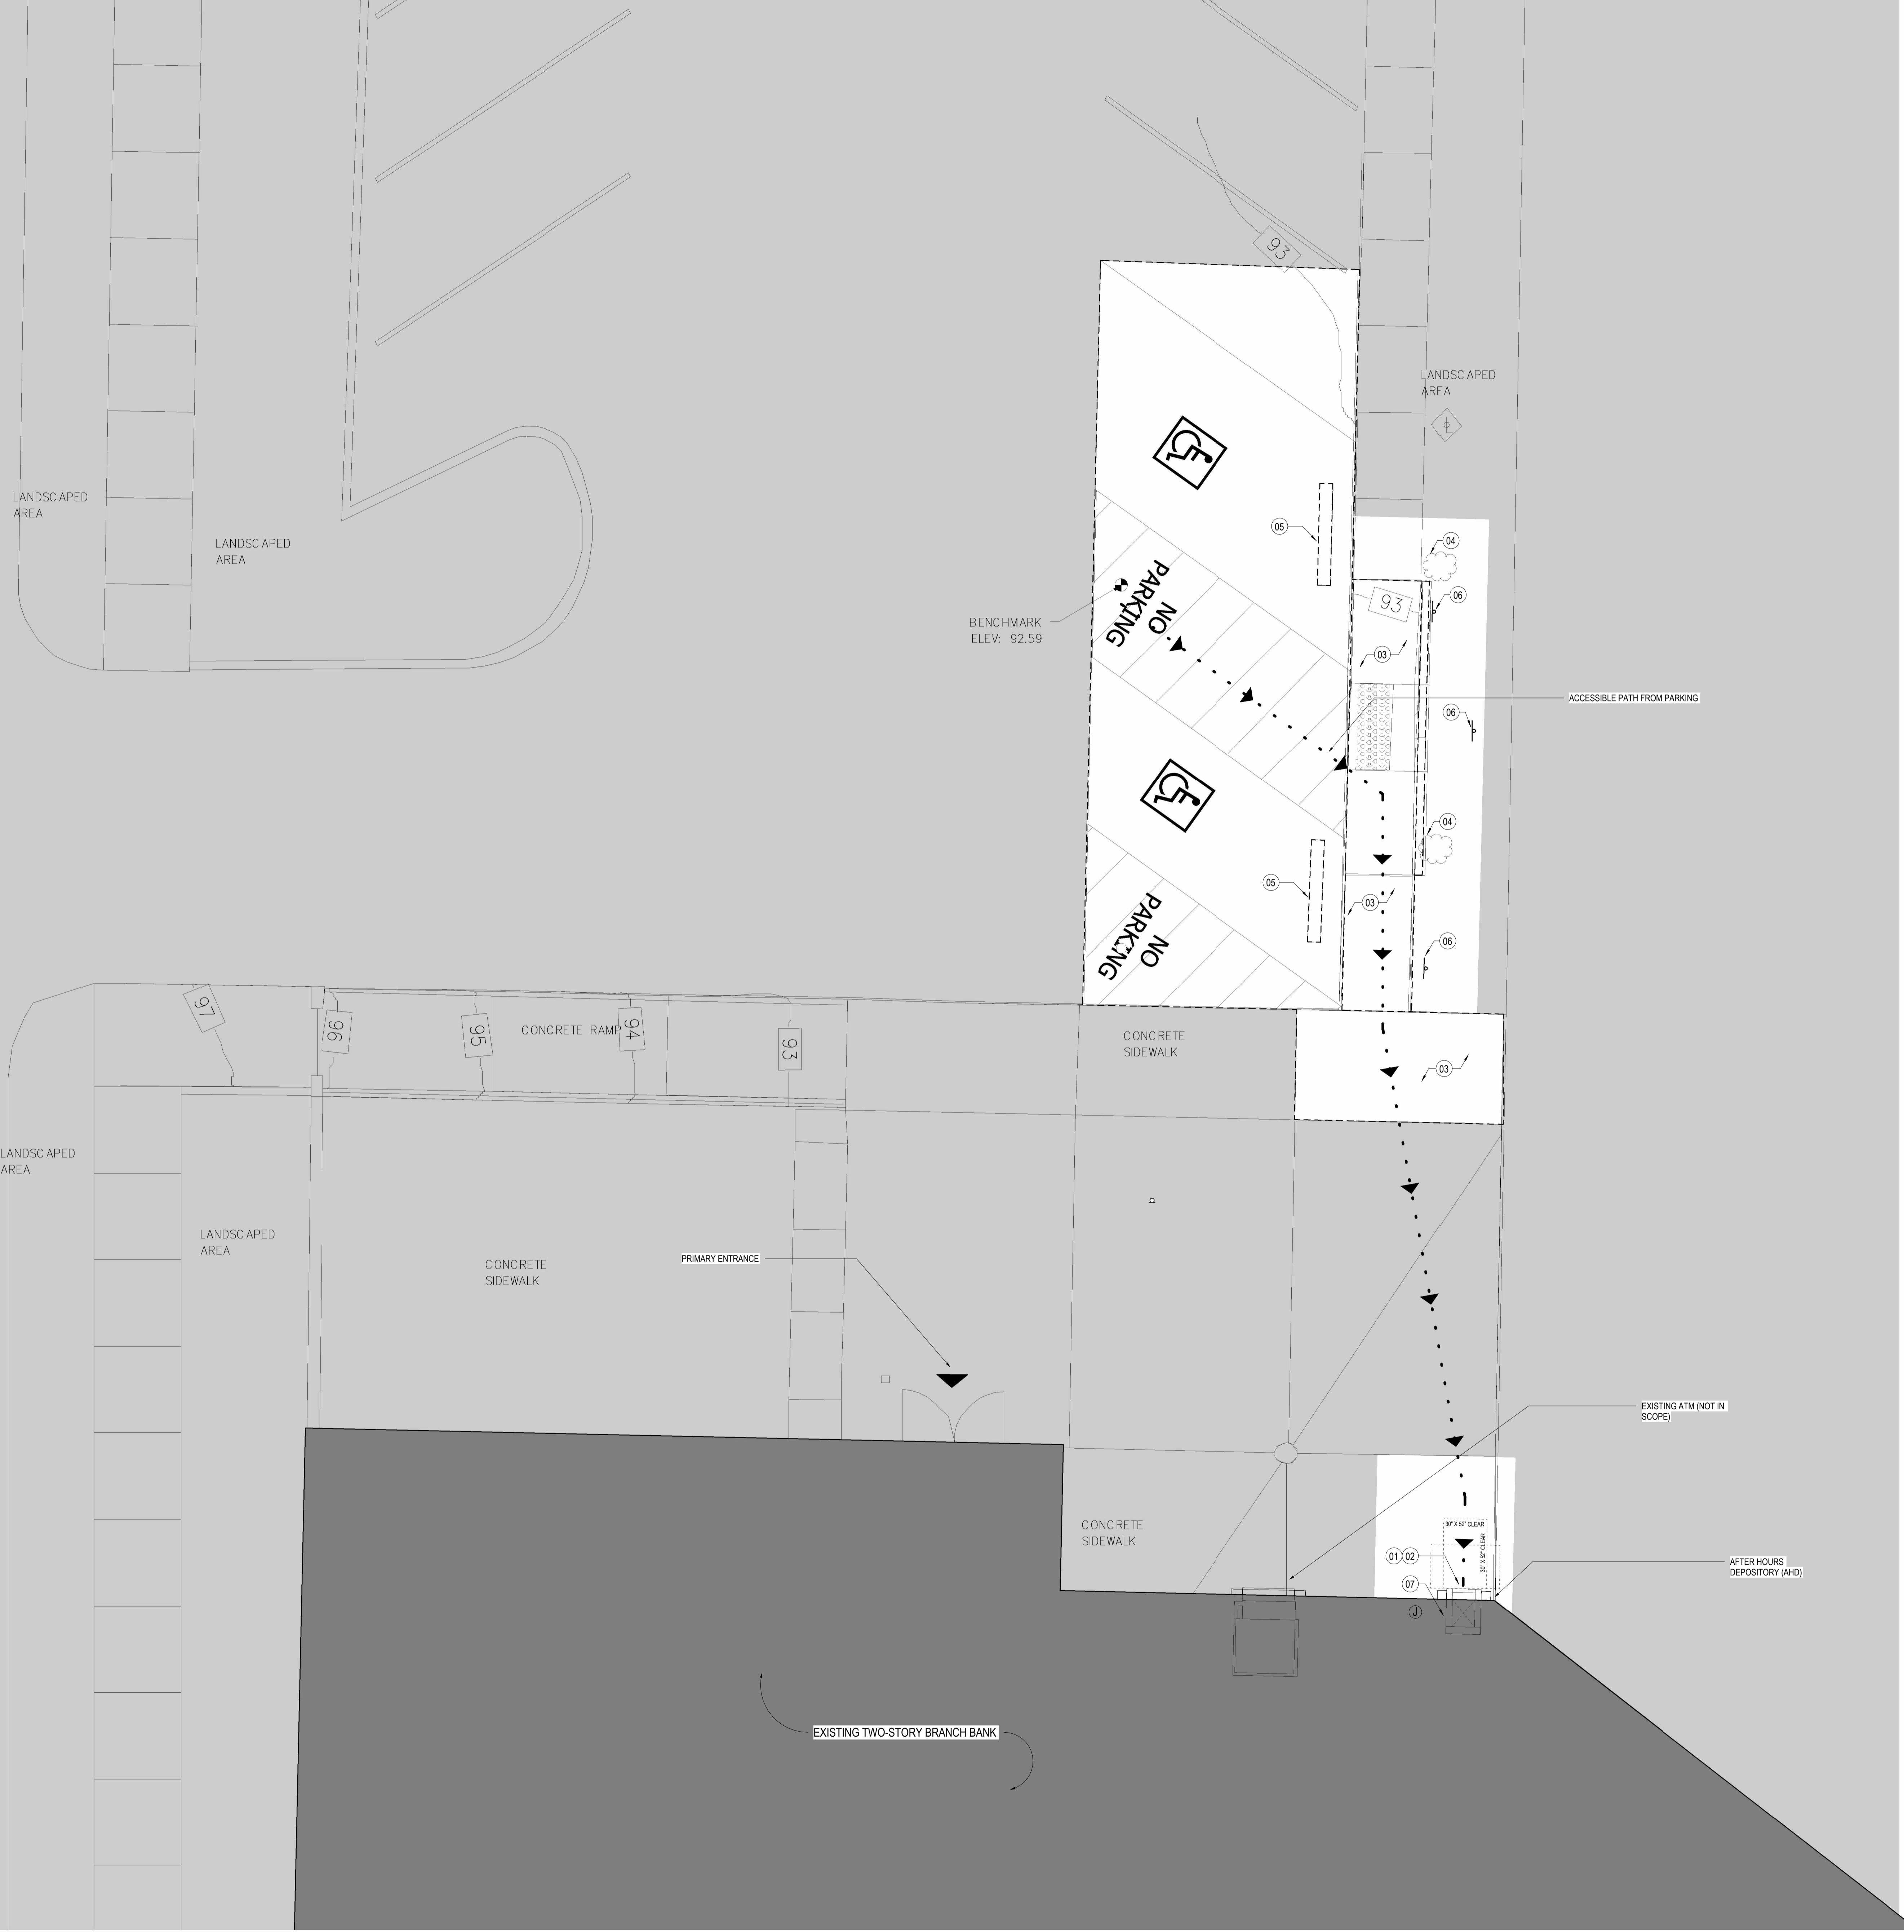 93
LANDSCAPED
AREA
LANDSCAPED
AREA
LANDSCAPED
AREA
05
04
NO
PARKING
93
06
BENCHMARK
ELEV: 92.59
03
ACCESSIBLE PATH FROM PARKING
06
04
05
03
NO
PARKING
06
97
96
95
CONCRETE RAMP
94
93
CONCRETE
SIDEWALK
03
LANDSCAPED
AREA
LANDSCAPED
AREA
PRIMARY ENTRANCE
CONCRETE
SIDEWALK
EXISTING ATM (NOT IN
SCOPE)
CONCRETE
SIDEWALK
30" X 52" CLEAR
30" X 52" CLEAR
01 02
AFTER HOURS
DEPOSITORY (AHD)
07
J
EXISTING TWO-STORY BRANCH BANK